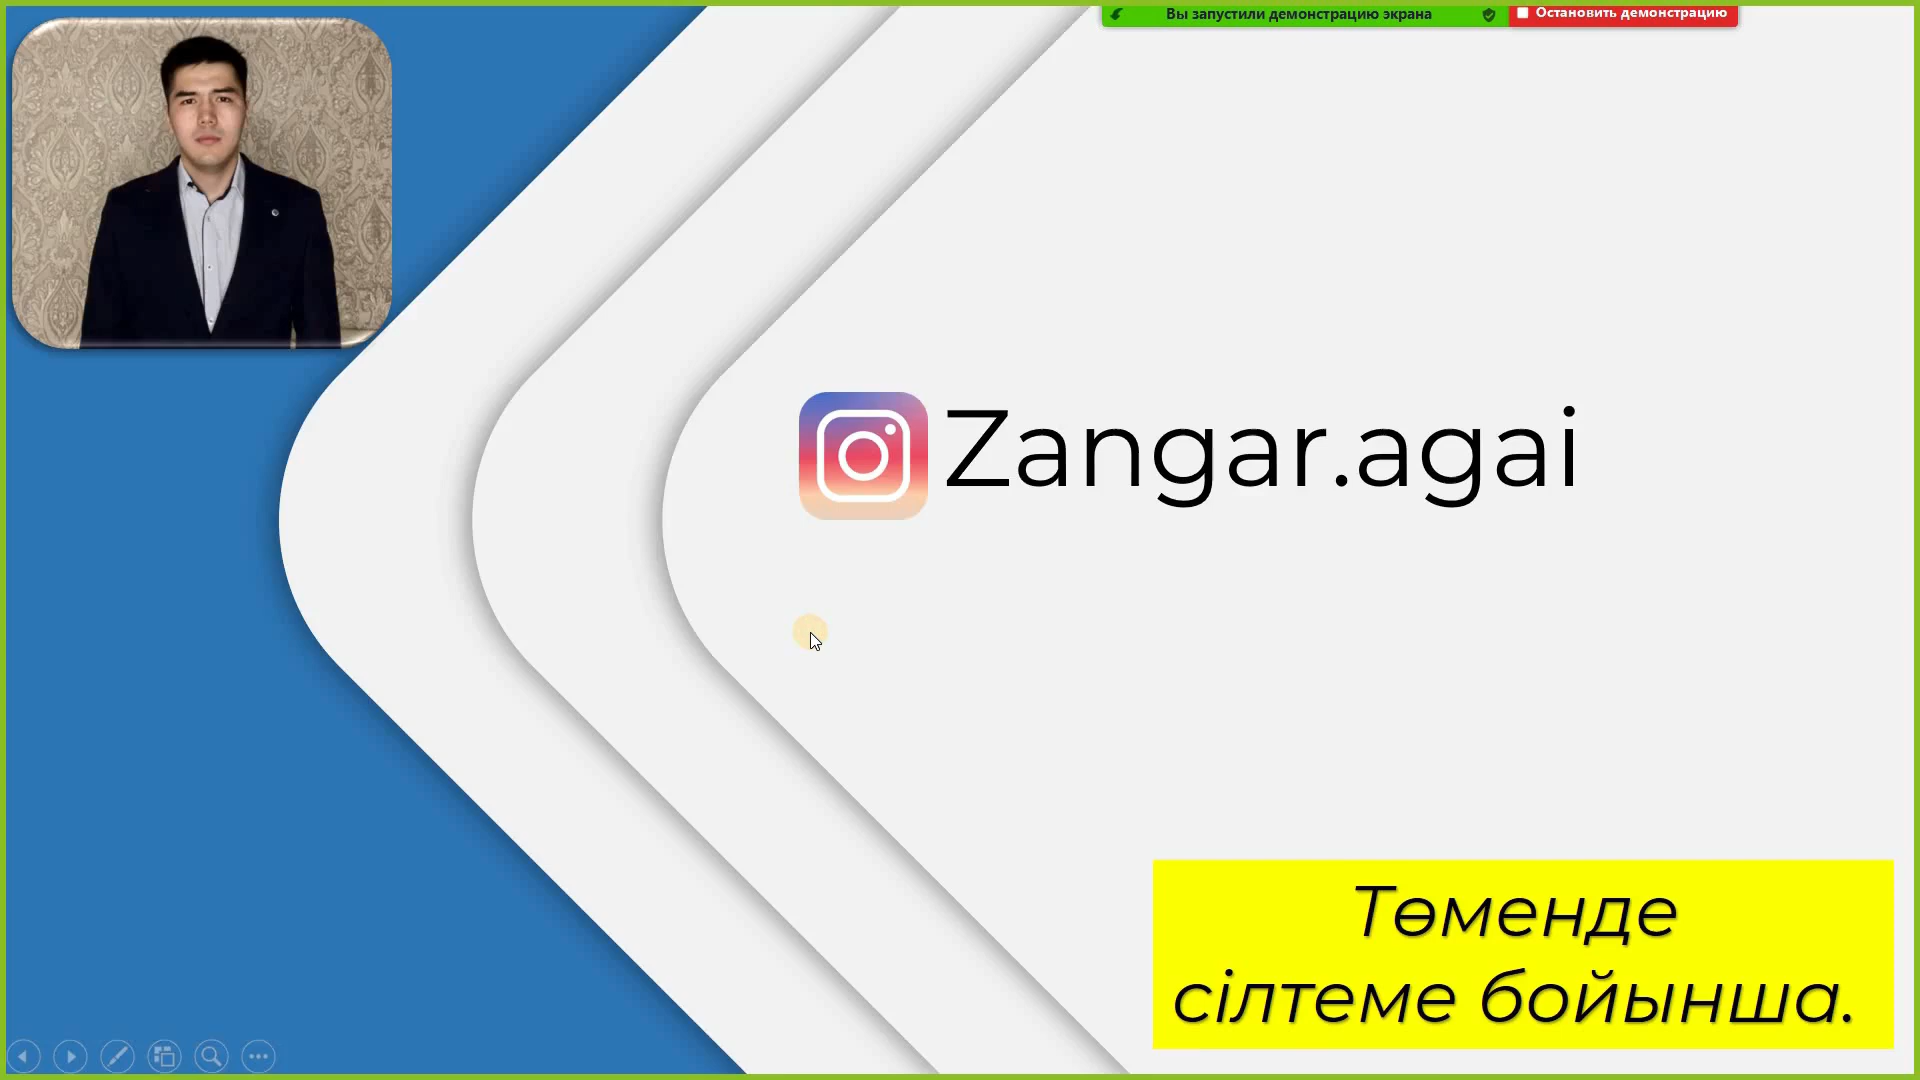 Вы запустили демонстрацию экрана
Остановить демонстрацию
Zangar.agai
Төменде
сілтеме бойынша.